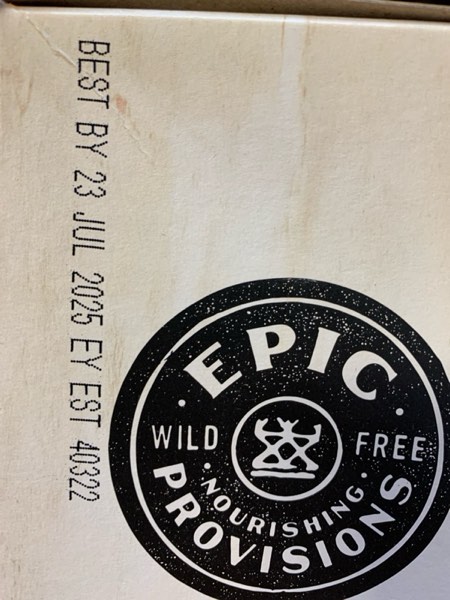 BEST BY 23 JUL 2025 EY EST 40322
EPIC
WILD FREE
NOURISHING
PROVISIONS